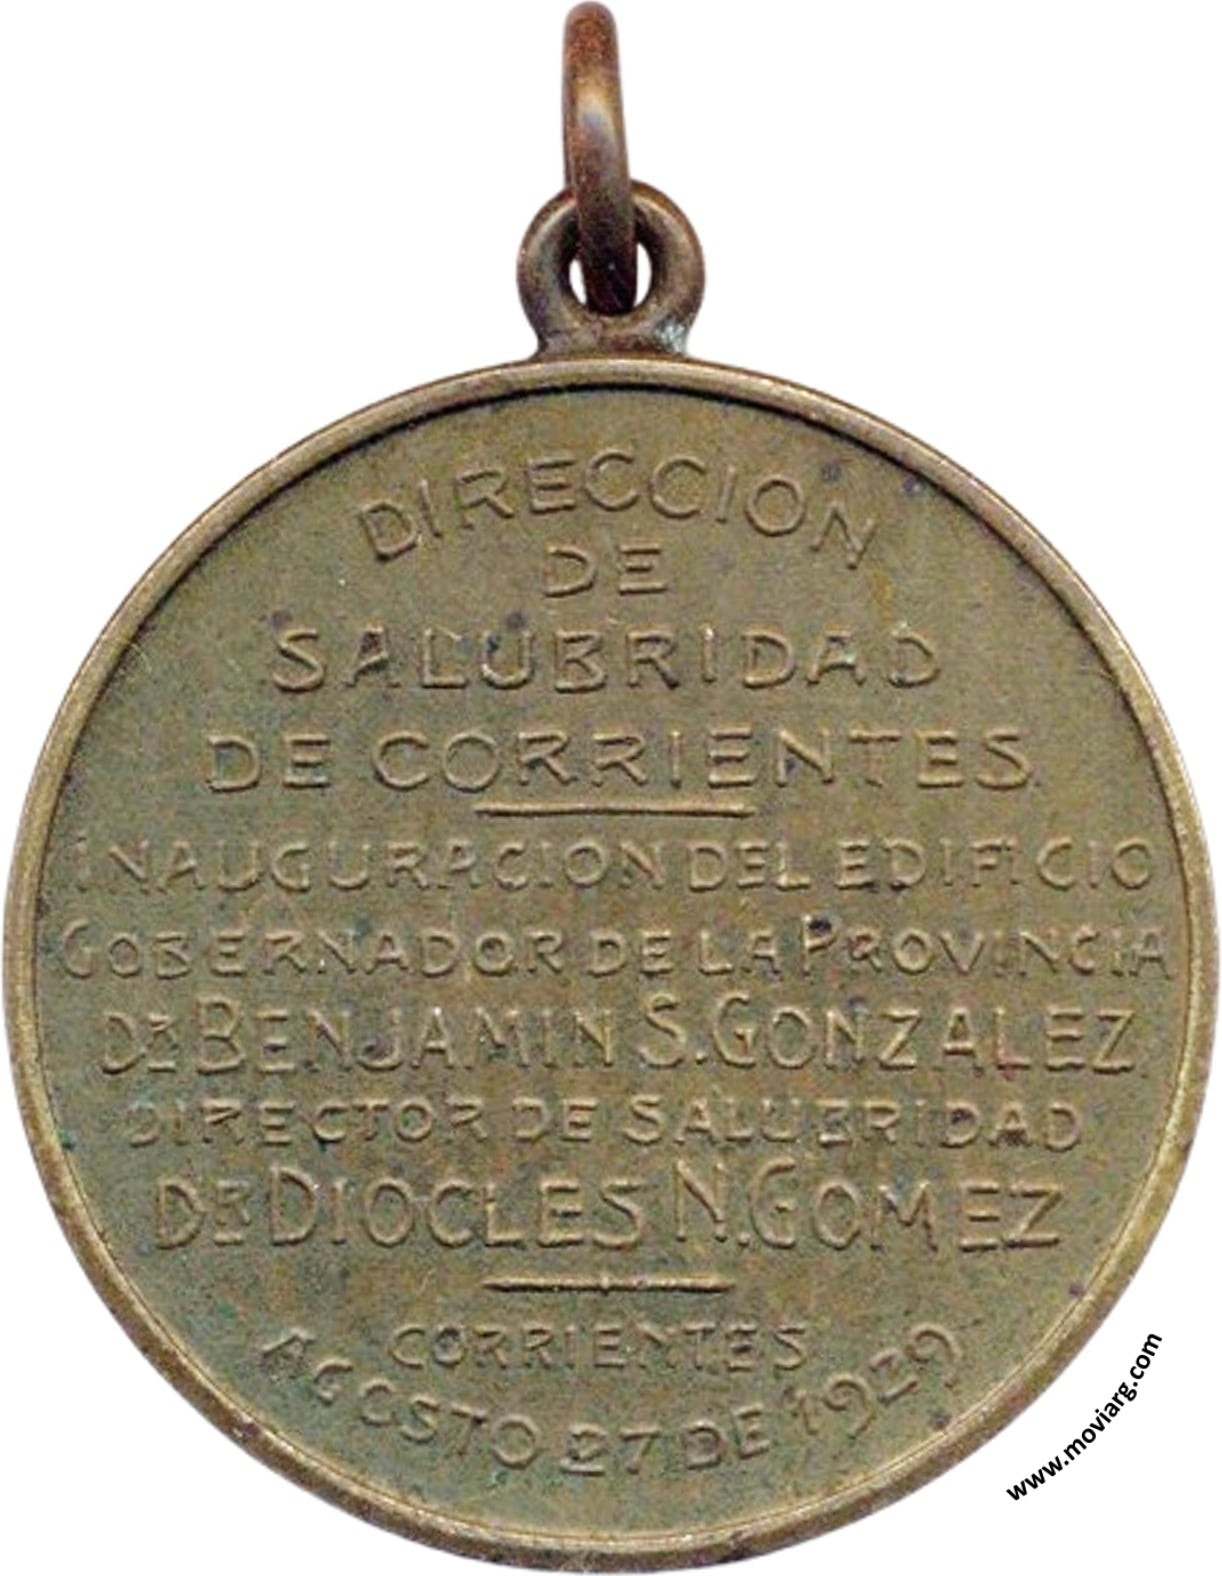 DIRECCION
DE
SALUBRIDAD
DE CORRIENTES
INAUGURACION DEL EDIFICIO
GOBERNADOR DE LA PROVINCIA
DR BENJAMIN S. GONZALEZ
DIRECTOR DE SALUBRIDAD
DR DIOCLES N. GOMEZ
CORRIENTES
AGOSTO 27 DE 1929
www.moviarg.com